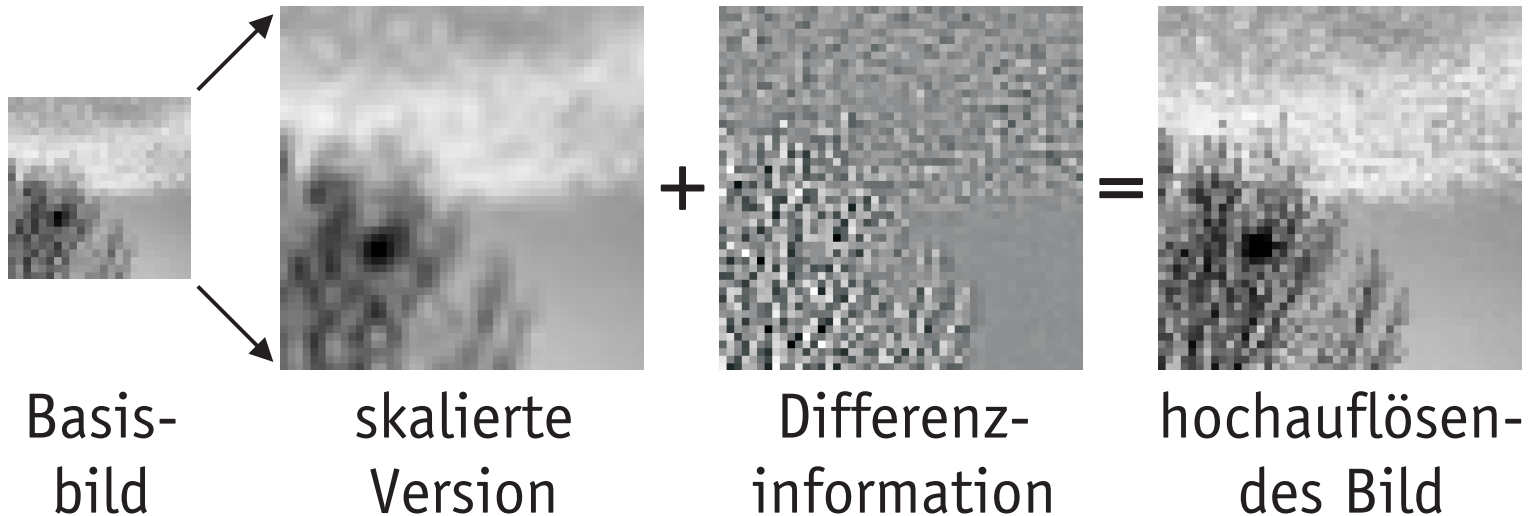 +
=
Basis-
bild
skalierte
Version
Differenz-
information
hochauflösen-
des Bild